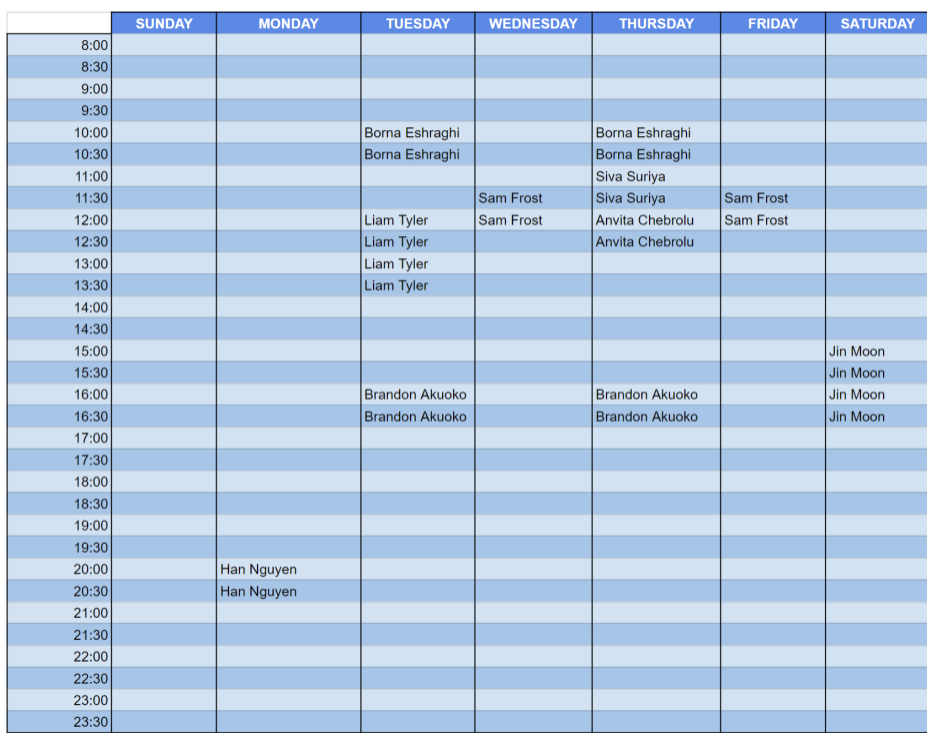 SUNDAY MONDAY TUESDAY WEDNESDAY THURSDAY FRIDAY SATURDAY
8:00
8:30
9:00
9:30
10:00 Borna Eshraghi Borna Eshraghi
10:30 Borna Eshraghi Borna Eshraghi
11:00 Siva Suriya
11:30 Sam Frost Siva Suriya Sam Frost
12:00 Liam Tyler Sam Frost Anvita Chebrolu Sam Frost
12:30 Liam Tyler Anvita Chebrolu
13:00 Liam Tyler
13:30 Liam Tyler
14:00
14:30
15:00 Jin Moon
15:30 Jin Moon
16:00 Brandon Akuoko Brandon Akuoko Jin Moon
16:30 Brandon Akuoko Brandon Akuoko Jin Moon
17:00
17:30
18:00
18:30
19:00
19:30
20:00 Han Nguyen
20:30 Han Nguyen
21:00
21:30
22:00
22:30
23:00
23:30